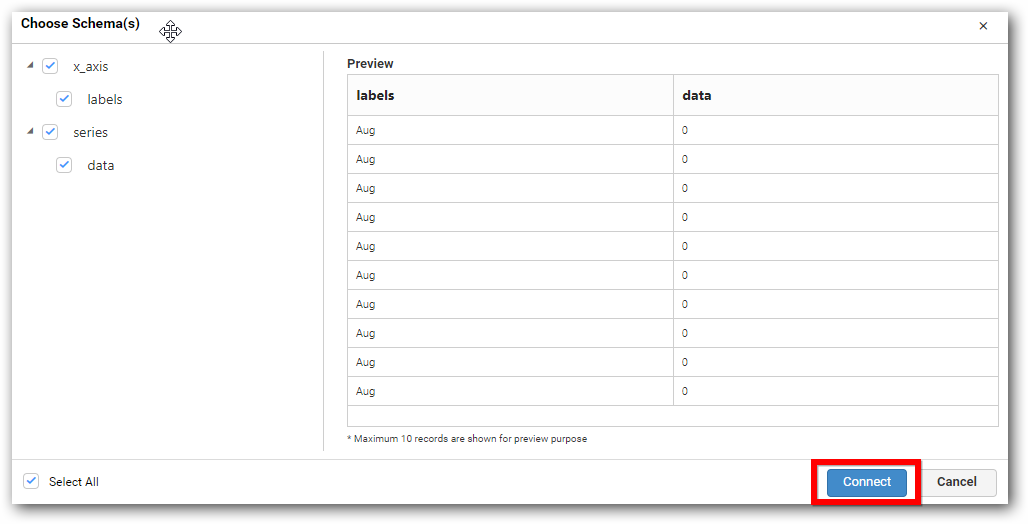 Choose Schema(s)
x_axis
labels
series
data
Preview
labels data
Aug 0
Aug 0
Aug 0
Aug 0
Aug 0
Aug 0
Aug 0
Aug 0
Aug 0
Aug 0
* Maximum 10 records are shown for preview purpose
Select All
Connect Cancel